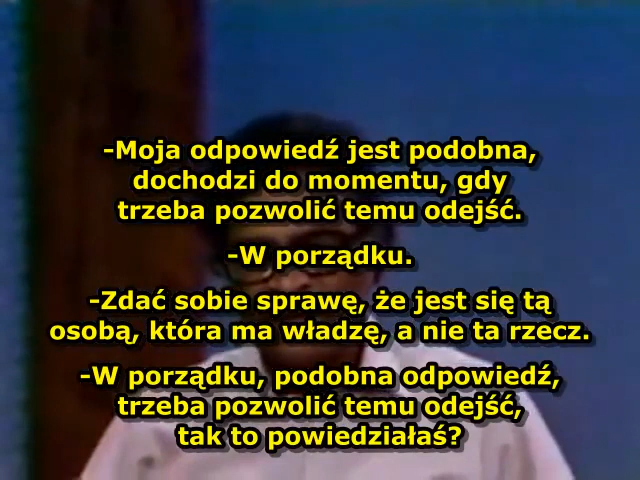 -Moja odpowiedź jest podobna,
dochodzi do momentu, gdy
trzeba pozwolić temu odejść.
-W porządku.
-Zdać sobie sprawę, że jest się tą
osobą, która ma władzę, a nie ta rzecz.
-W porządku, podobna odpowiedź,
trzeba pozwolić temu odejść,
tak to powiedziałaś?